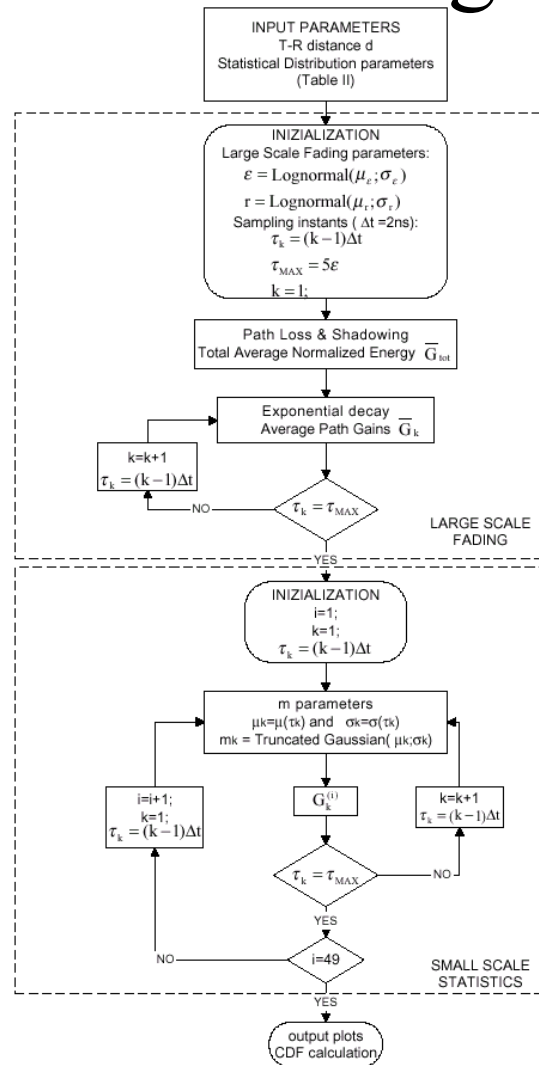 g
INPUT PARAMETERS
T-R distance d
Statistical Distribution parameters
(Table II)
INIZIALIZATION
Large Scale Fading parameters:
ε = Lognormal(με;σε)
r = Lognormal(μr;σr)
Sampling instants ( Δt =2ns):
τk = (k−1)Δt
τMAX = 5ε
k = 1;
Path Loss & Shadowing
Total Average Normalized Energy G̅tot
Exponential decay
Average Path Gains G̅k
k=k+1
τk = (k−1)Δt
NO
τk = τMAX
LARGE SCALE
FADING
YES
INIZIALIZATION
i=1;
k=1;
τk = (k−1)Δt
m parameters
μk=μ(τk) and σk=σ(τk)
mk = Truncated Gaussian( μk;σk)
i=i+1;
k=1;
τk = (k−1)Δt
Gk(i)
k=k+1
τk = (k−1)Δt
τk = τMAX
NO
YES
NO
i=49
SMALL SCALE
STATISTICS
YES
output plots
CDF calculation